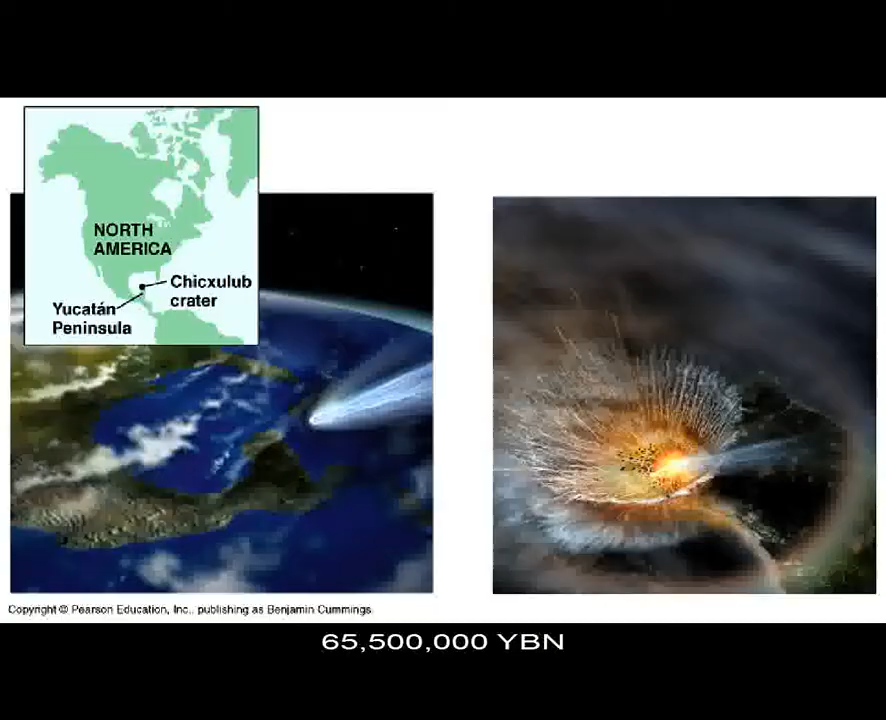 NORTH
AMERICA
Chicxulub
crater
Yucatán
Peninsula
Copyright © Pearson Education, Inc., publishing as Benjamin Cummings.
65,500,000 YBN